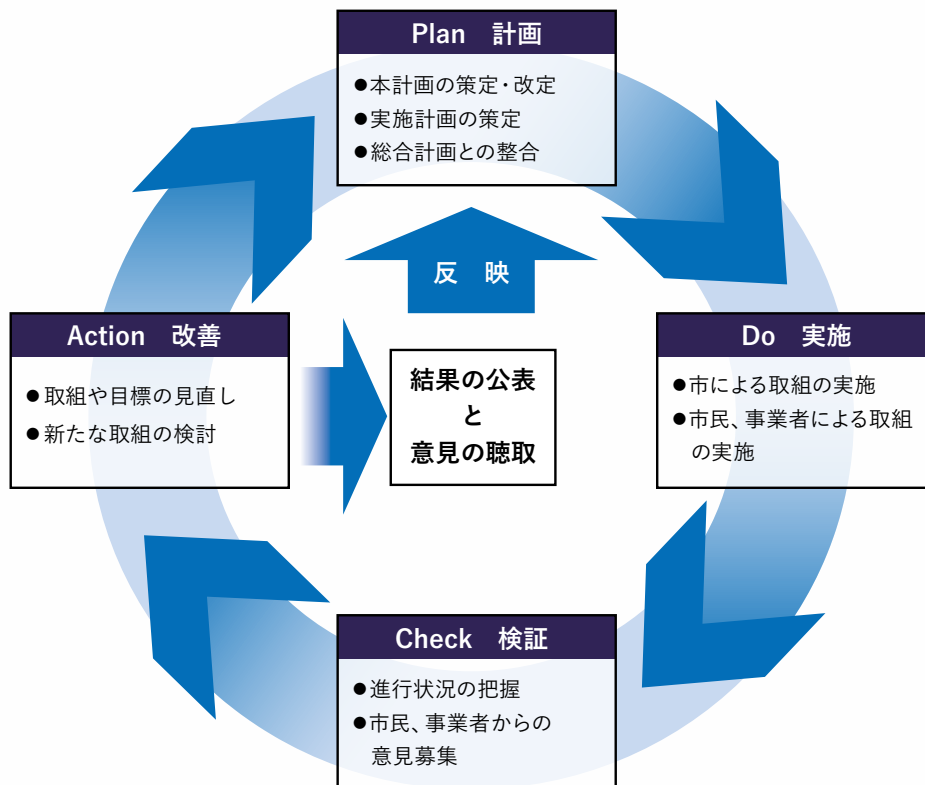 Plan 計画
●本計画の策定・改定
●実施計画の策定
●総合計画との整合
反 映
Action 改善
●取組や目標の見直し
●新たな取組の検討
結果の公表
と
意見の聴取
Do 実施
●市による取組の実施
●市民、事業者による取組
の実施
Check 検証
●進行状況の把握
●市民、事業者からの
意見募集